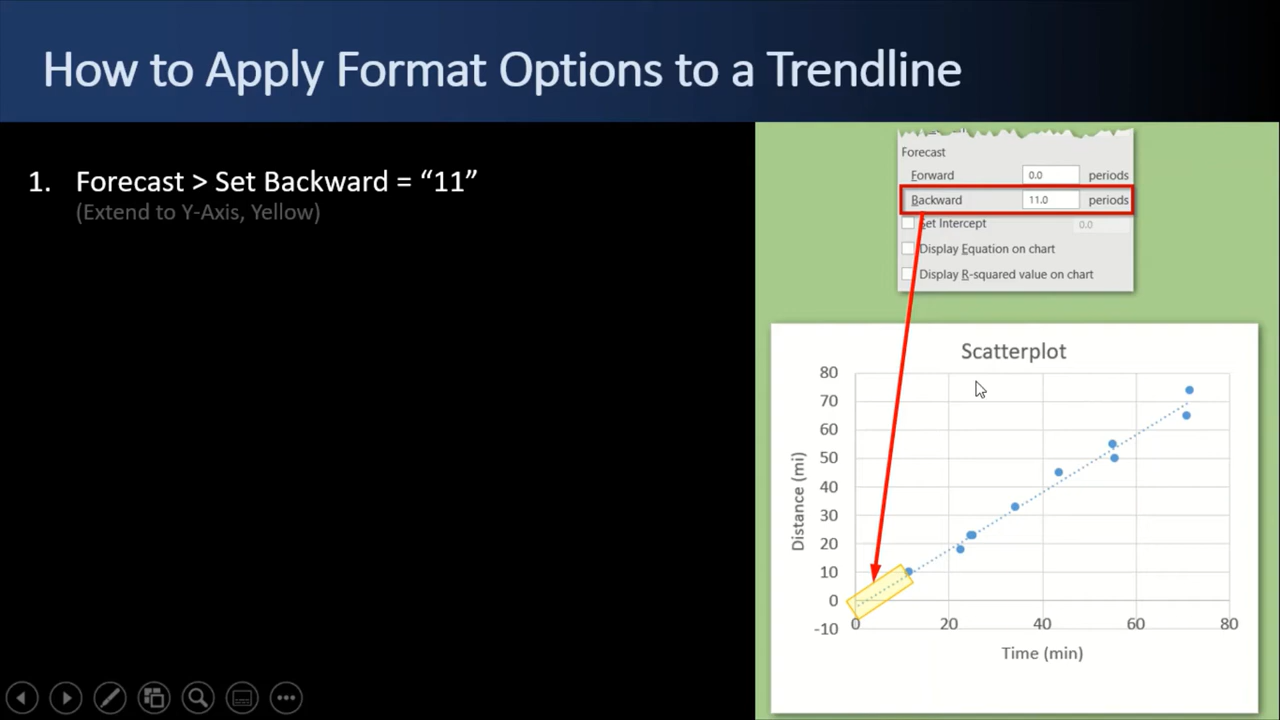 How to Apply Format Options to a Trendline
1. Forecast > Set Backward = “11”
(Extend to Y-Axis, Yellow)
Forecast
Forward 0.0 periods
Backward 11.0 periods
Set Intercept 0.0
Display Equation on chart
Display R-squared value on chart
Scatterplot
80
70
60
50
40
30
20
10
0
-10
Distance (mi)
0 20 40 60 80
Time (min)